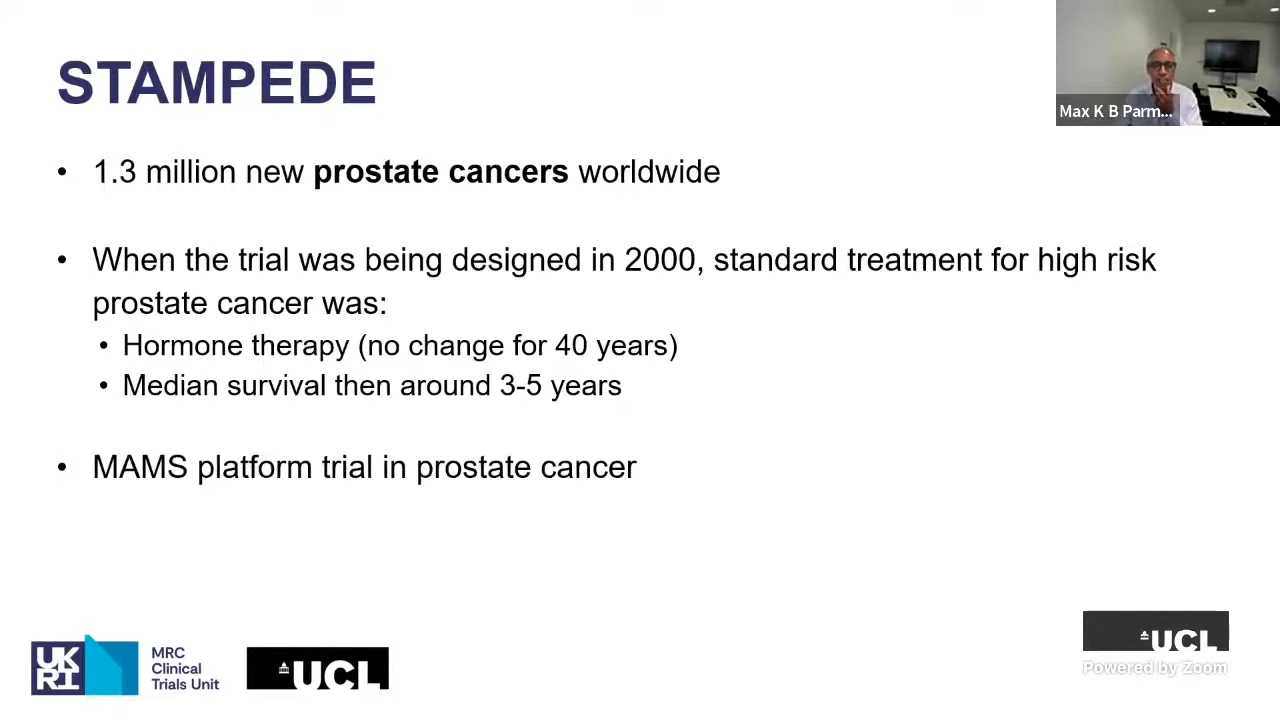 STAMPEDE
Max K B Parm...
• 1.3 million new prostate cancers worldwide
• When the trial was being designed in 2000, standard treatment for high risk
prostate cancer was:
• Hormone therapy (no change for 40 years)
• Median survival then around 3-5 years
• MAMS platform trial in prostate cancer
UK
RI
MRC
Clinical
Trials Unit
UCL
UCL
Powered by Zoom